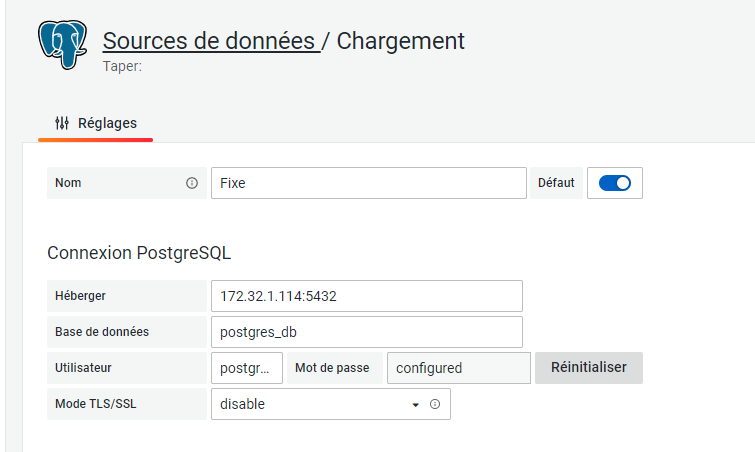 Sources de données / Chargement
Taper:
Réglages
Nom Fixe Défaut
Connexion PostgreSQL
Héberger 172.32.1.114:5432
Base de données postgres_db
Utilisateur postgr... Mot de passe configured Réinitialiser
Mode TLS/SSL disable